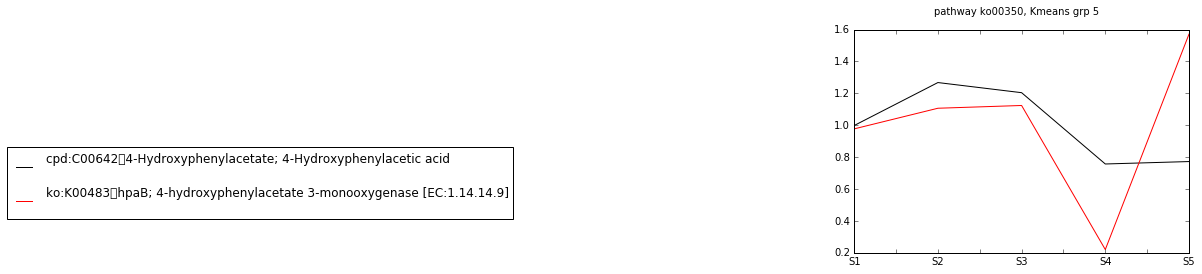 pathway ko00350, Kmeans grp 5
1.6
1.4
1.2
1.0
0.8
0.6
0.4
0.2
S1 S2 S3 S4 S5
cpd:C00642▯4-Hydroxyphenylacetate; 4-Hydroxyphenylacetic acid
ko:K00483▯hpaB; 4-hydroxyphenylacetate 3-monooxygenase [EC:1.14.14.9]